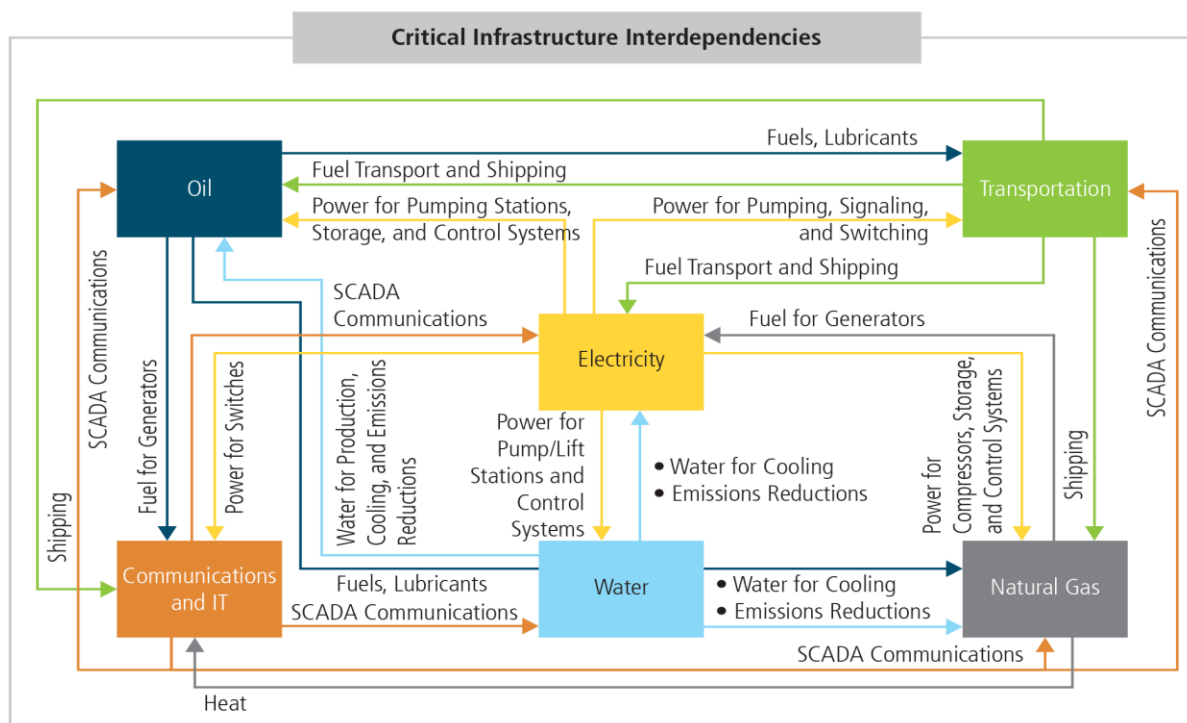 Critical Infrastructure Interdependencies
Fuels, Lubricants
Oil
Fuel Transport and Shipping
Transportation
Power for Pumping Stations,
Storage, and Control Systems
Power for Pumping, Signaling,
and Switching
Fuel Transport and Shipping
SCADA
Communications
Fuel for Generators
Electricity
SCADA Communications
Fuel for Generators
Power for Switches
Water for Production,
Cooling, and Emissions
Reductions
Power for
Pump/Lift
Stations and
Control
Systems
• Water for Cooling
• Emissions Reductions
Power for
Compressors, Storage,
and Control Systems
Shipping
SCADA Communications
Shipping
Communications
and IT
Fuels, Lubricants
SCADA Communications
Water
• Water for Cooling
• Emissions Reductions
Natural Gas
SCADA Communications
Heat